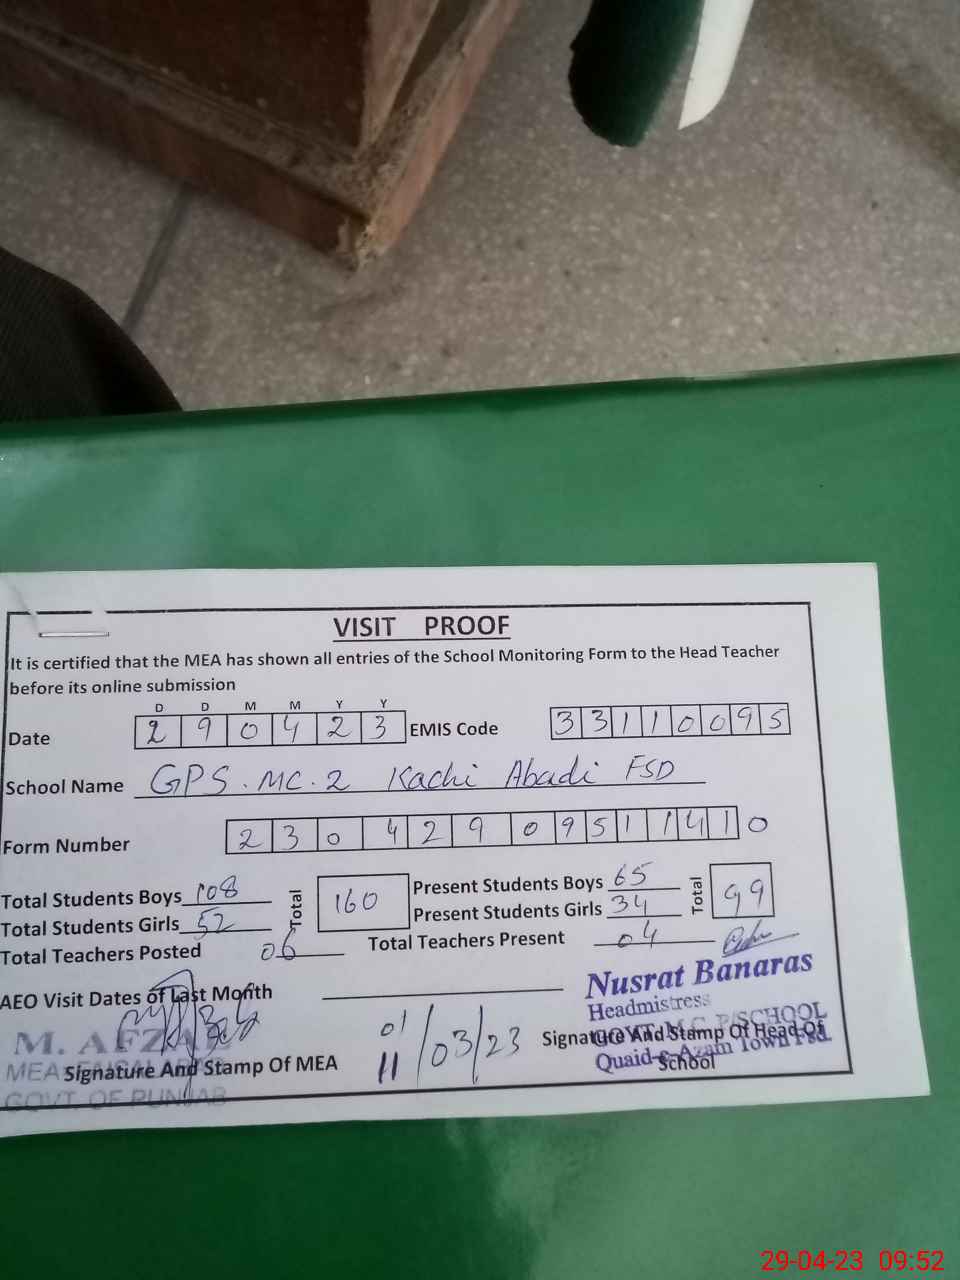 VISIT PROOF
It is certified that the MEA has shown all entries of the School Monitoring Form to the Head Teacher
before its online submission
D D M M Y Y
Date 2 9 0 4 2 3 EMIS Code 3 3 1 1 0 0 9 5
School Name GPS. MC. 2 Kachi Abadi FSD
Form Number 2 3 0 4 2 9 0 9 5 1 1 4 1 0
Total Students Boys 108 Total 160 Present Students Boys 65 Total 99
Total Students Girls 52 Present Students Girls 34
Total Teachers Posted 06 Total Teachers Present 04
Nusrat Banaras
Headmistress
AEO Visit Dates of Last Month
M. AFZAL
MEA
GOVT. OF PUNJAB
Signature And Stamp Of MEA
01
11 /03/23
GOVT. M.C. P/SCHOOL
Quaid-e-Azam Town Fsd.
Signature And Stamp Of Head Of
School
29-04-23 09:52